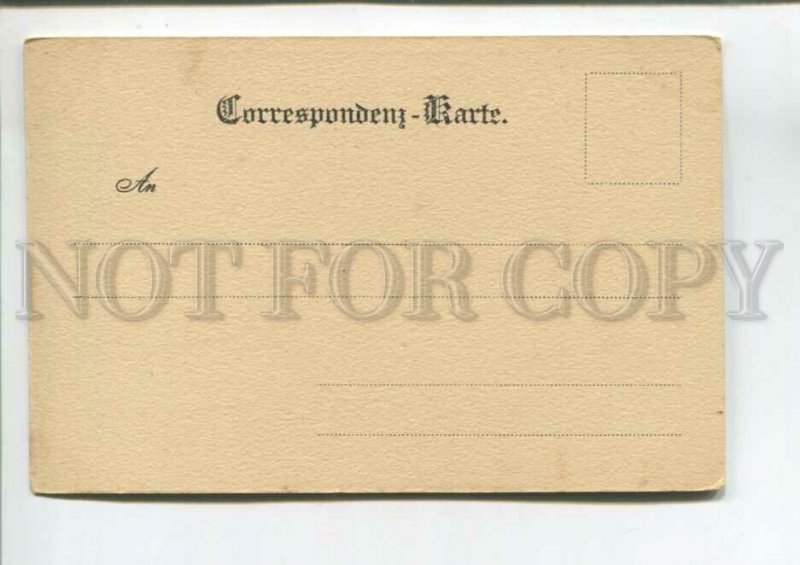 Correspondenz-Karte.
An
NOT FOR COPY